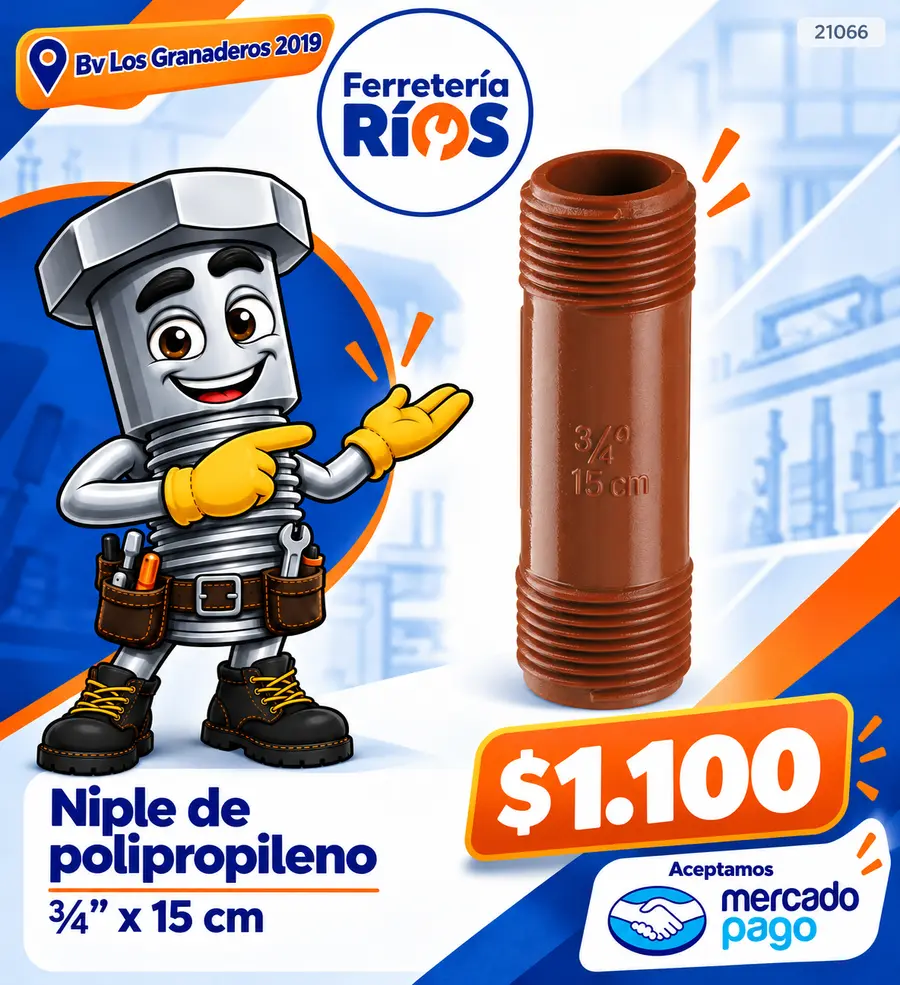 Bv Los Granaderos 2019
Ferretería
RÍOS
21066
3/4"
15 cm
Niple de
polipropileno
3/4” x 15 cm
$1.100
Aceptamos
mercado
pago